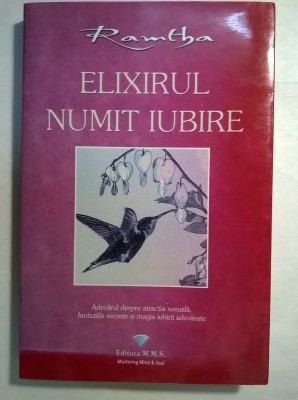 Ramtha
ELIXIRUL
NUMIT IUBIRE
Adevărul despre atracția sexuală,
fanteziile secrete și magia iubirii adevărate
Editura M.M.S.
Mastering Mind & Soul